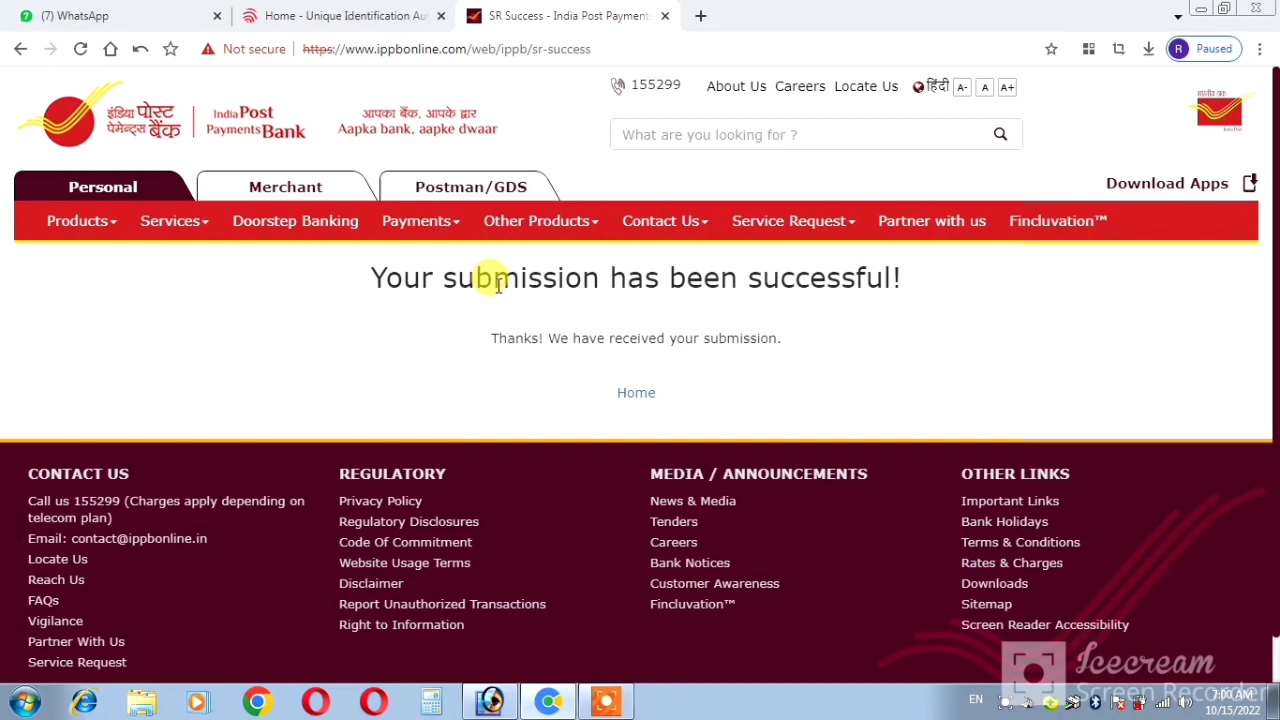 (7) WhatsApp
Home - Unique Identification Aut
SR Success - India Post Payment
Not secure
https://www.ippbonline.com/web/ippb/sr-success
R Paused
इंडिया पोस्ट
पेमेन्ट्स बैंक
IndiaPost
PaymentsBank
आपका बैंक, आपके द्वार
Aapka bank, aapke dwaar
155299
About Us Careers Locate Us
हिंदी A- A A+
What are you looking for ?
Personal
Merchant
Postman/GDS
Download Apps
Products Services Doorstep Banking Payments Other Products Contact Us Service Request Partner with us Fincluvation™
Your submission has been successful!
Thanks! We have received your submission.
Home
CONTACT US
Call us 155299 (Charges apply depending on
telecom plan)
Email: contact@ippbonline.in
Locate Us
Reach Us
FAQs
Vigilance
Partner With Us
Service Request
REGULATORY
Privacy Policy
Regulatory Disclosures
Code Of Commitment
Website Usage Terms
Disclaimer
Report Unauthorized Transactions
Right to Information
MEDIA / ANNOUNCEMENTS
News & Media
Tenders
Careers
Bank Notices
Customer Awareness
Fincluvation™
OTHER LINKS
Important Links
Bank Holidays
Terms & Conditions
Rates & Charges
Downloads
Sitemap
Screen Reader Accessibility
Icecream
Screen Recorder
EN
7:00 AM
10/15/2022